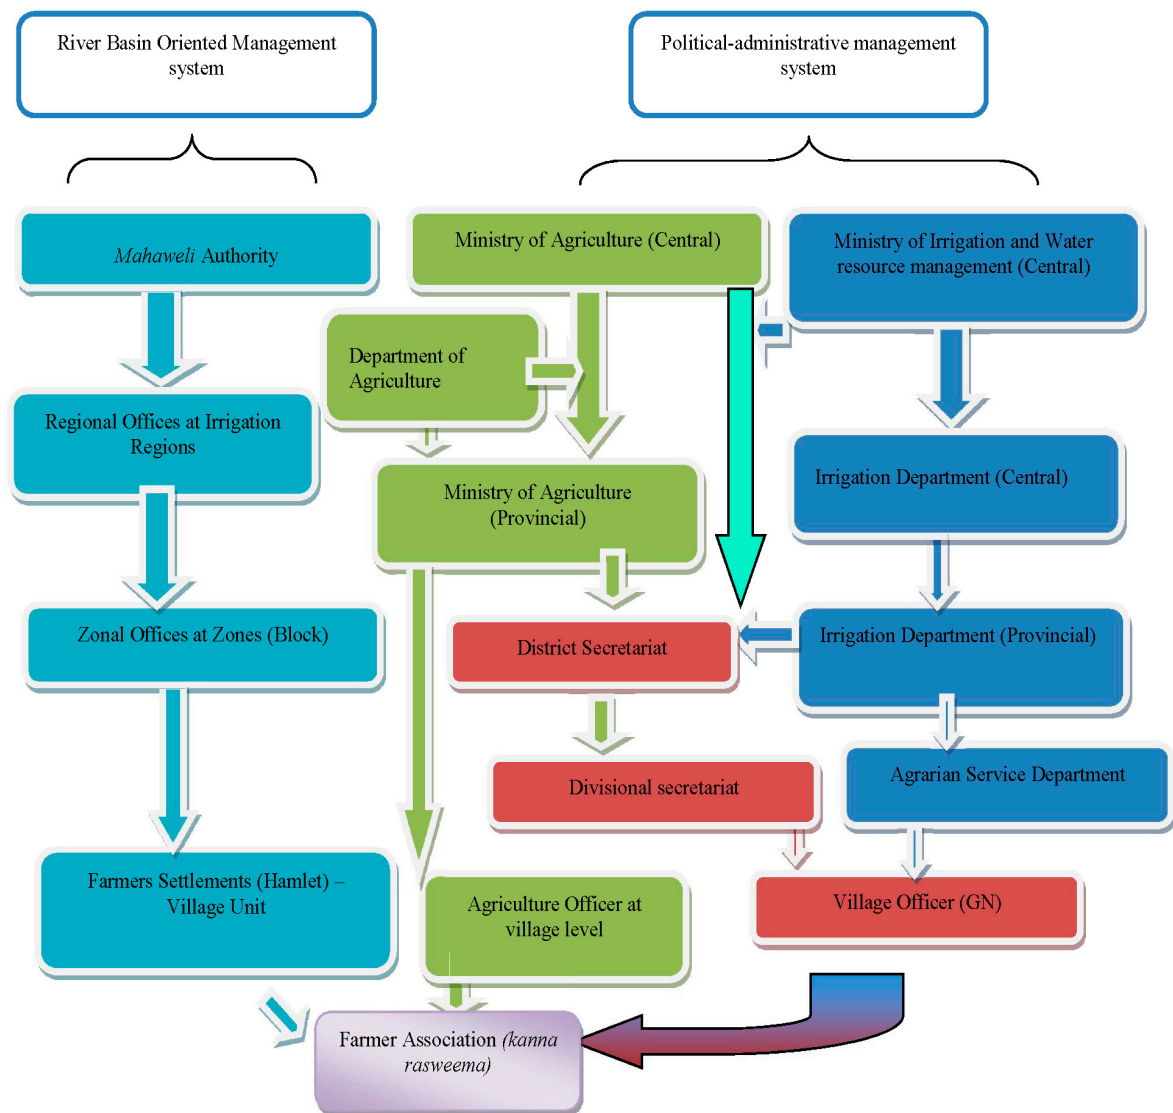 River Basin Oriented Management
system
Political-administrative management
system
Mahaweli Authority
Ministry of Agriculture (Central)
Ministry of Irrigation and Water
resource management (Central)
Department of
Agriculture
Regional Offices at Irrigation
Regions
Ministry of Agriculture
(Provincial)
Irrigation Department (Central)
Zonal Offices at Zones (Block)
District Secretariat
Irrigation Department (Provincial)
Divisional secretariat
Agrarian Service Department
Farmers Settlements (Hamlet) –
Village Unit
Agriculture Officer at
village level
Village Officer (GN)
Farmer Association (kanna
rasweema)